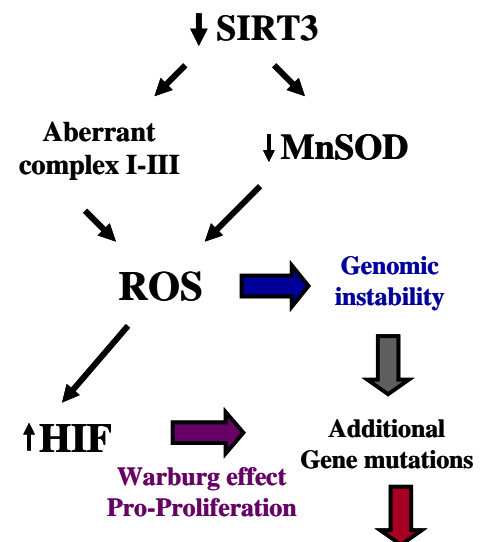 SIRT3
Aberrant
complex I-III
MnSOD
ROS
Genomic
instability
HIF
Warburg effect
Pro-Proliferation
Additional
Gene mutations